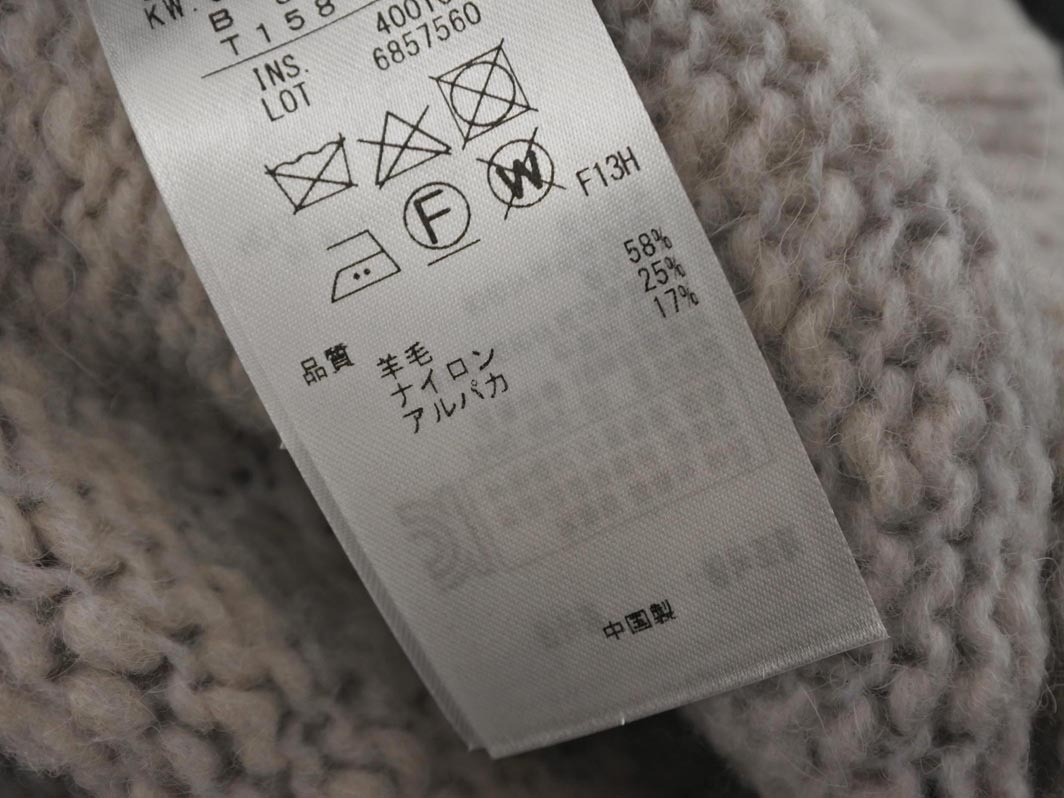 KW.
B
T158
INS. 4001
LOT 6857560
W
F F13H
品質 羊毛 58%
ナイロン 25%
アルパカ 17%
中国製